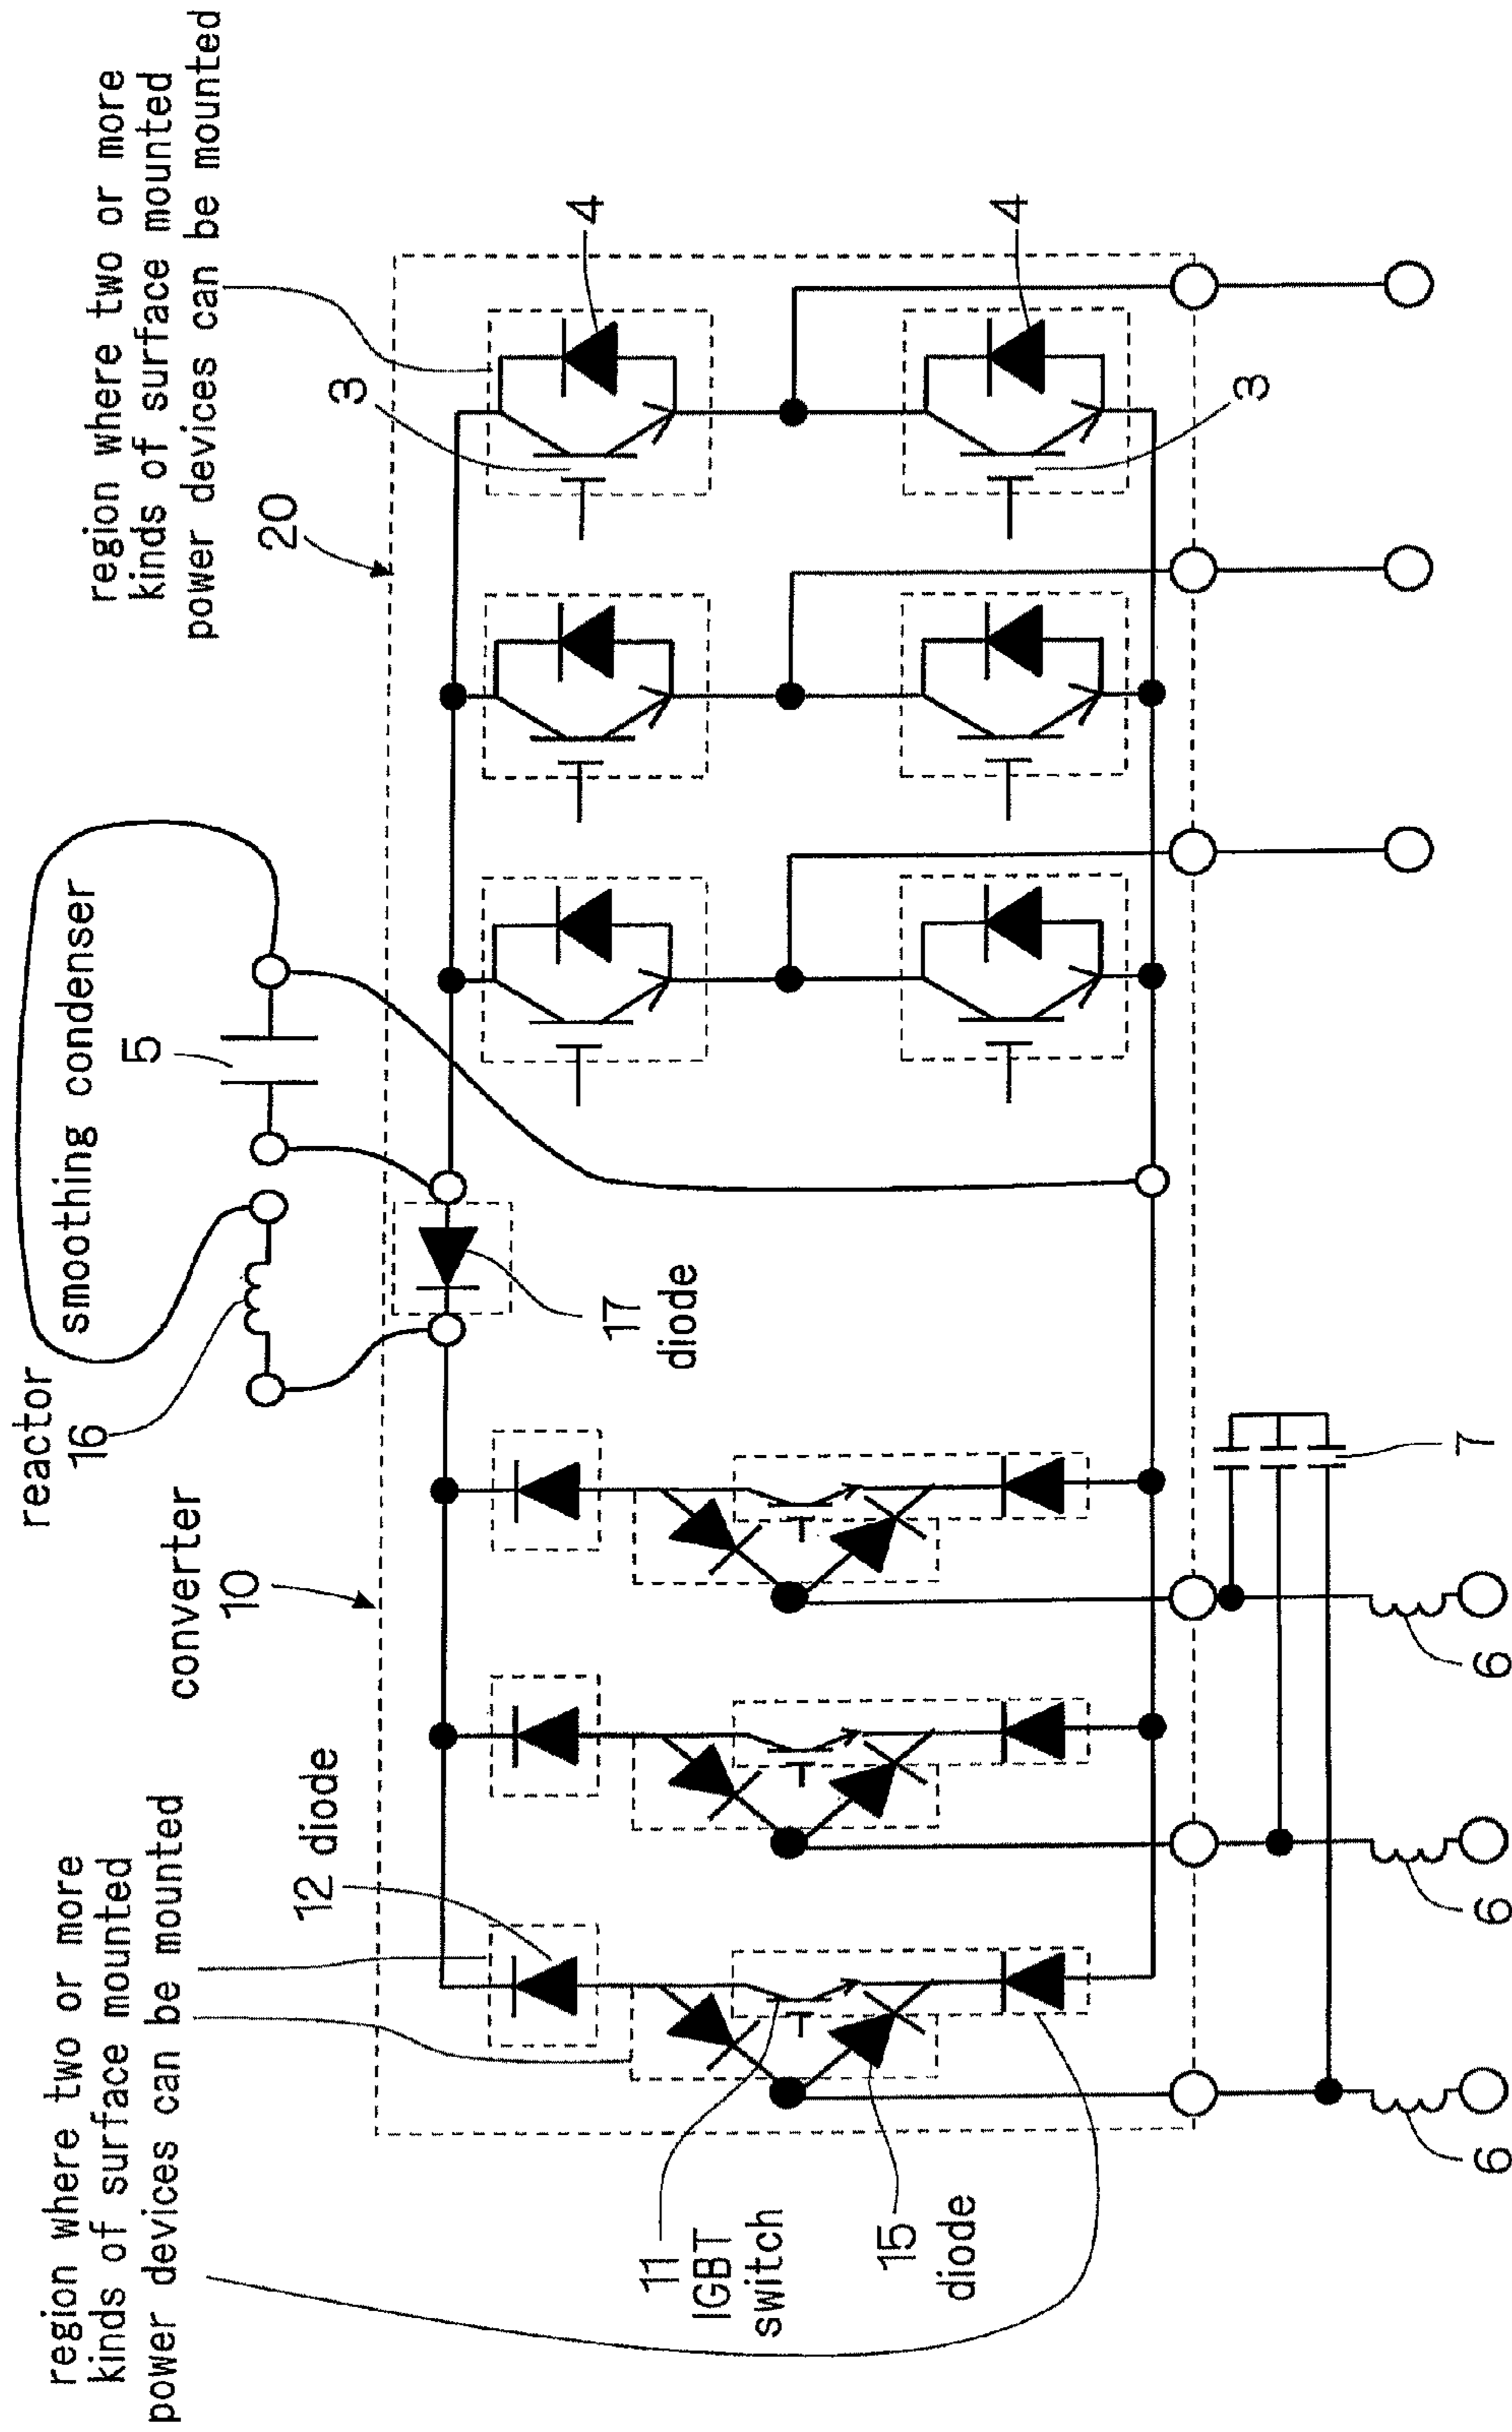 region where two or more
kinds of surface mounted
power devices can be mounted
12 diode
converter
10
reactor
16
smoothing condenser
5
region where two or more
kinds of surface mounted
power devices can be mounted
20
3
4
17
diode
11
IGBT
switch
15
diode
4
3
7
6
6
6